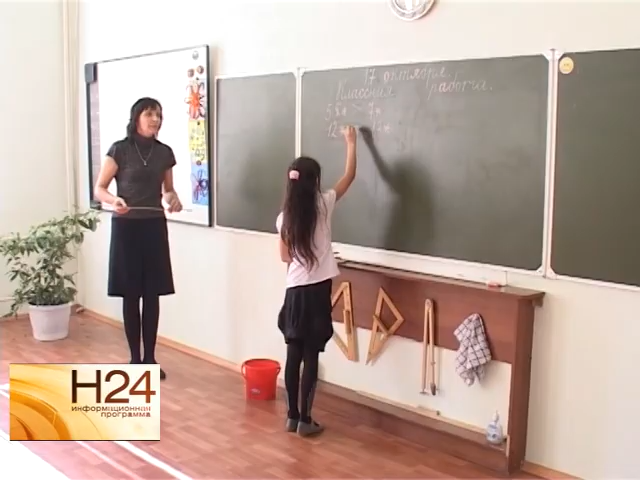 17 октября.
Классная работа.
Н24
информационная
программа